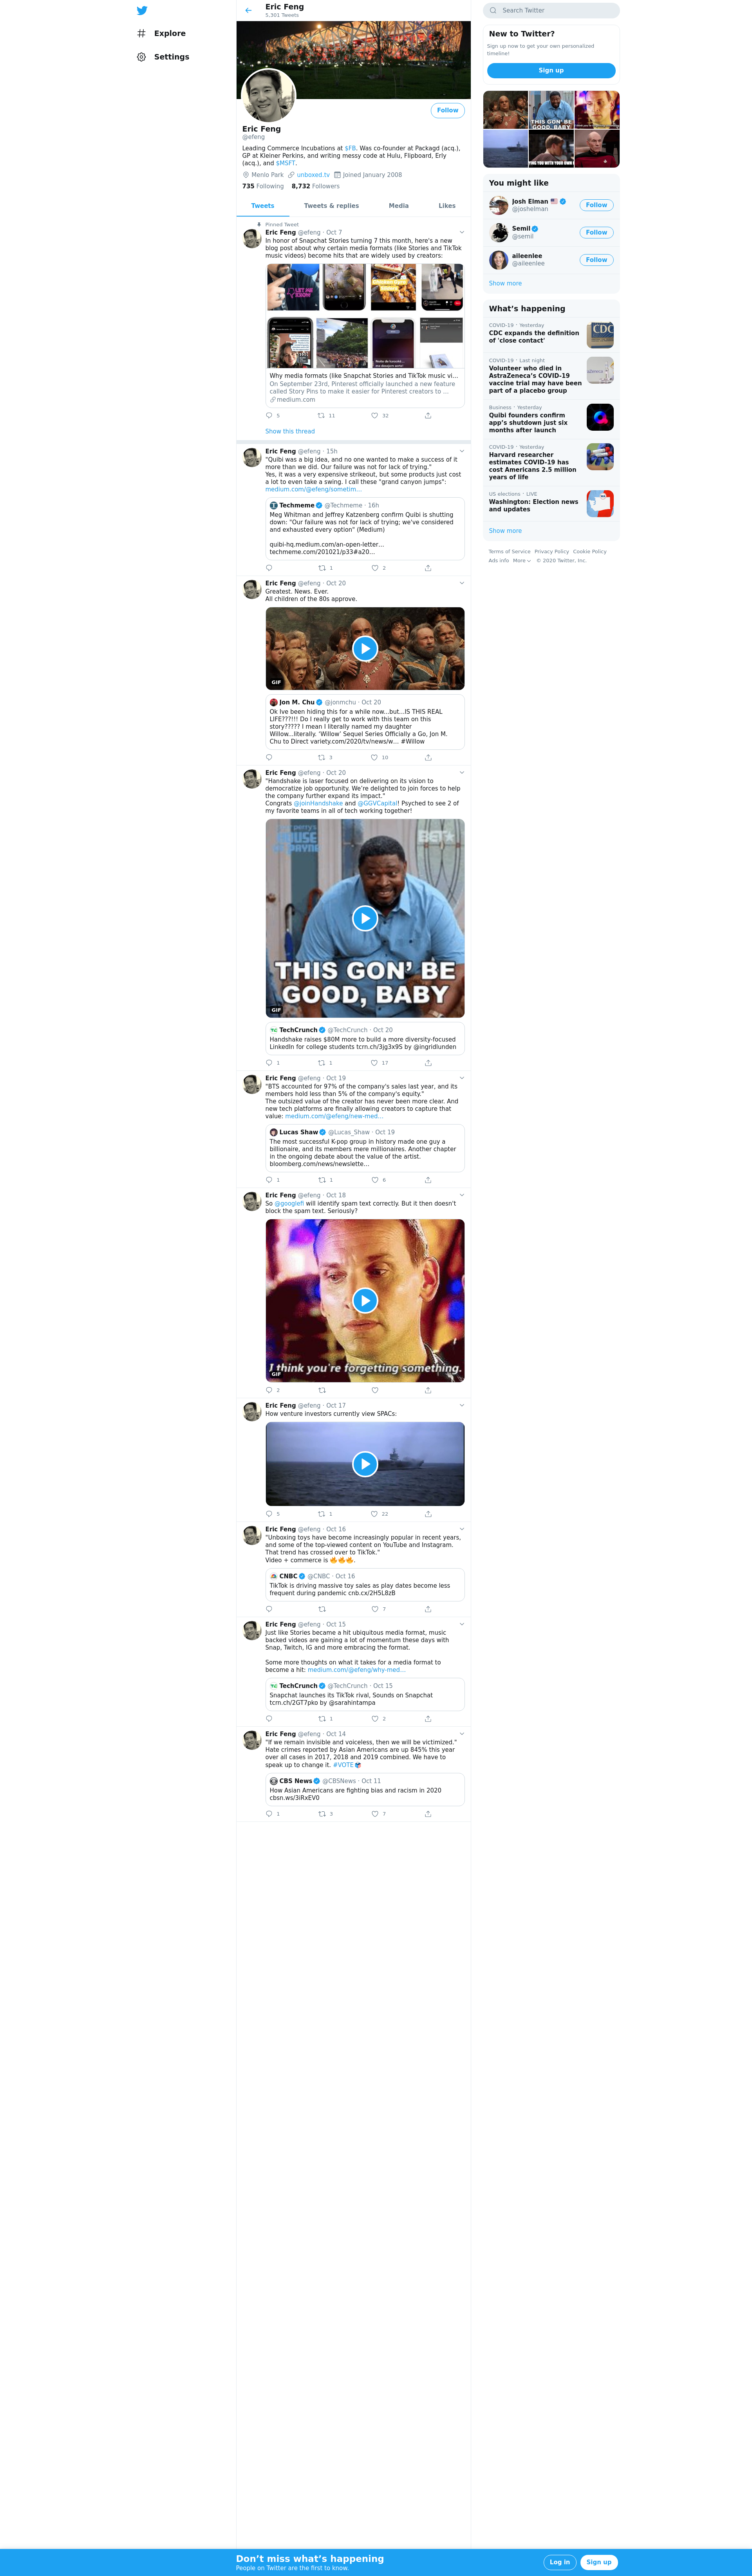 Explore
Settings
Eric Feng
5,301 Tweets
Follow
Eric Feng
@efeng
Leading Commerce Incubations at $FB. Was co-founder at Packagd (acq.),
GP at Kleiner Perkins, and writing messy code at Hulu, Flipboard, Erly
(acq.), and $MSFT.
Menlo Park unboxed.tv Joined January 2008
735 Following 8,732 Followers
Tweets Tweets & replies Media Likes
Pinned Tweet
Eric Feng @efeng · Oct 7
In honor of Snapchat Stories turning 7 this month, here's a new
blog post about why certain media formats (like Stories and TikTok
music videos) become hits that are widely used by creators:
Why media formats (like Snapchat Stories and TikTok music vi…
On September 23rd, Pinterest officially launched a new feature
called Story Pins to make it easier for Pinterest creators to …
medium.com
5 11 32
Show this thread
Eric Feng @efeng · 15h
"Quibi was a big idea, and no one wanted to make a success of it
more than we did. Our failure was not for lack of trying."
Yes, it was a very expensive strikeout, but some products just cost
a lot to even take a swing. I call these "grand canyon jumps":
medium.com/@efeng/sometim…
Techmeme @Techmeme · 16h
Meg Whitman and Jeffrey Katzenberg confirm Quibi is shutting
down: "Our failure was not for lack of trying; we've considered
and exhausted every option" (Medium)
quibi-hq.medium.com/an-open-letter…
techmeme.com/201021/p33#a20…
1 2
Eric Feng @efeng · Oct 20
Greatest. News. Ever.
All children of the 80s approve.
GIF
Jon M. Chu @jonmchu · Oct 20
Ok Ive been hiding this for a while now...but...IS THIS REAL
LIFE???!!! Do I really get to work with this team on this
story????? I mean I literally named my daughter
Willow...literally. 'Willow' Sequel Series Officially a Go, Jon M.
Chu to Direct variety.com/2020/tv/news/w… #Willow
3 10
Eric Feng @efeng · Oct 20
"Handshake is laser focused on delivering on its vision to
democratize job opportunity. We're delighted to join forces to help
the company further expand its impact."
Congrats @joinHandshake and @GGVCapital! Psyched to see 2 of
my favorite teams in all of tech working together!
BET
THIS GON' BE
GOOD, BABY
GIF
TechCrunch @TechCrunch · Oct 20
Handshake raises $80M more to build a more diversity-focused
LinkedIn for college students tcrn.ch/3jg3x9S by @ingridlunden
1 1 17
Eric Feng @efeng · Oct 19
"BTS accounted for 97% of the company's sales last year, and its
members hold less than 5% of the company's equity."
The outsized value of the creator has never been more clear. And
new tech platforms are finally allowing creators to capture that
value: medium.com/@efeng/new-med…
Lucas Shaw @Lucas_Shaw · Oct 19
The most successful K-pop group in history made one guy a
billionaire, and its members mere millionaires. Another chapter
in the ongoing debate about the value of the artist.
bloomberg.com/news/newslette…
1 1 6
Eric Feng @efeng · Oct 18
So @googlefi will identify spam text correctly. But it then doesn't
block the spam text. Seriously?
I think you're forgetting something.
GIF
2
Eric Feng @efeng · Oct 17
How venture investors currently view SPACs:
5 1 22
Eric Feng @efeng · Oct 16
"Unboxing toys have become increasingly popular in recent years,
and some of the top-viewed content on YouTube and Instagram.
That trend has crossed over to TikTok."
Video + commerce is 🔥🔥🔥.
CNBC @CNBC · Oct 16
TikTok is driving massive toy sales as play dates become less
frequent during pandemic cnb.cx/2H5L8zB
7
Eric Feng @efeng · Oct 15
Just like Stories became a hit ubiquitous media format, music
backed videos are gaining a lot of momentum these days with
Snap, Twitch, IG and more embracing the format.
Some more thoughts on what it takes for a media format to
become a hit: medium.com/@efeng/why-med…
TechCrunch @TechCrunch · Oct 15
Snapchat launches its TikTok rival, Sounds on Snapchat
tcrn.ch/2GT7pko by @sarahintampa
1 2
Eric Feng @efeng · Oct 14
"If we remain invisible and voiceless, then we will be victimized."
Hate crimes reported by Asian Americans are up 845% this year
over all cases in 2017, 2018 and 2019 combined. We have to
speak up to change it. #VOTE
CBS News @CBSNews · Oct 11
How Asian Americans are fighting bias and racism in 2020
cbsn.ws/3iRxEV0
1 3 7
Search Twitter
New to Twitter?
Sign up now to get your own personalized
timeline!
Sign up
THIS GON' BE
GOOD, BABY
You might like
Josh Elman 🇺🇸
@joshelman
Follow
Semil
@semil
Follow
aileenlee
@aileenlee
Follow
Show more
What's happening
COVID-19 · Yesterday
CDC expands the definition
of 'close contact'
COVID-19 · Last night
Volunteer who died in
AstraZeneca's COVID-19
vaccine trial may have been
part of a placebo group
Business · Yesterday
Quibi founders confirm
app's shutdown just six
months after launch
COVID-19 · Yesterday
Harvard researcher
estimates COVID-19 has
cost Americans 2.5 million
years of life
US elections · LIVE
Washington: Election news
and updates
Show more
Terms of Service Privacy Policy Cookie Policy
Ads info More © 2020 Twitter, Inc.
Don't miss what's happening
People on Twitter are the first to know.
Log in
Sign up